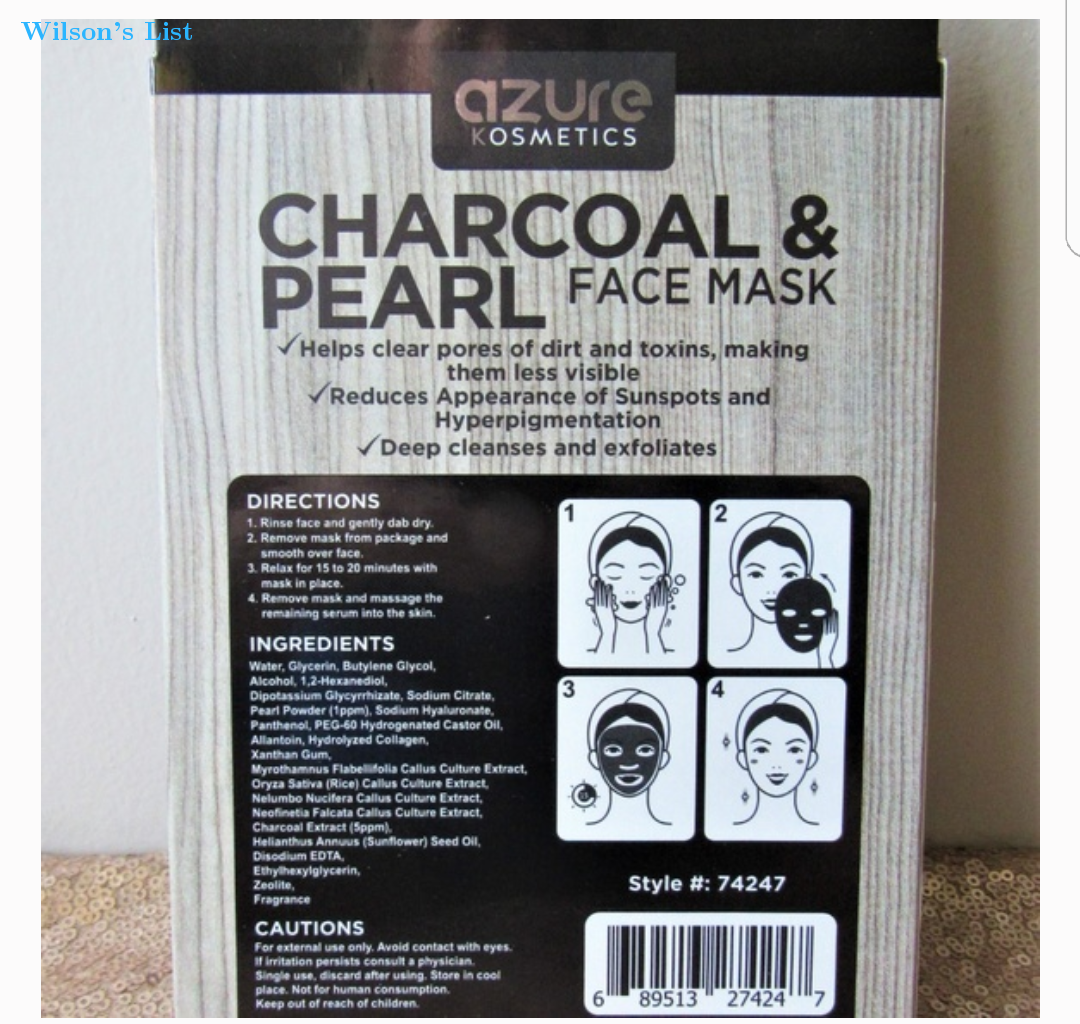 Wilson's List
azure
KOSMETICS
CHARCOAL &
PEARL FACE MASK
✓Helps clear pores of dirt and toxins, making
them less visible
✓Reduces Appearance of Sunspots and
Hyperpigmentation
✓Deep cleanses and exfoliates
DIRECTIONS
1. Rinse face and gently dab dry.
2. Remove mask from package and
smooth over face.
3. Relax for 15 to 20 minutes with
mask in place.
4. Remove mask and massage the
remaining serum into the skin.
INGREDIENTS
Water, Glycerin, Butylene Glycol,
Alcohol, 1,2-Hexanediol,
Dipotassium Glycyrrhizate, Sodium Citrate,
Pearl Powder (1ppm), Sodium Hyaluronate,
Panthenol, PEG-60 Hydrogenated Castor Oil,
Allantoin, Hydrolyzed Collagen,
Xanthan Gum,
Myrothamnus Flabellifolia Callus Culture Extract,
Oryza Sativa (Rice) Callus Culture Extract,
Nelumbo Nucifera Callus Culture Extract,
Neofinetia Falcata Callus Culture Extract,
Charcoal Extract (5ppm),
Helianthus Annuus (Sunflower) Seed Oil,
Disodium EDTA,
Ethylhexylglycerin,
Zeolite,
Fragrance
CAUTIONS
For external use only. Avoid contact with eyes.
If irritation persists consult a physician.
Single use, discard after using. Store in cool
place. Not for human consumption.
Keep out of reach of children.
1
2
3
4
Style #: 74247
6 89513 27424 7